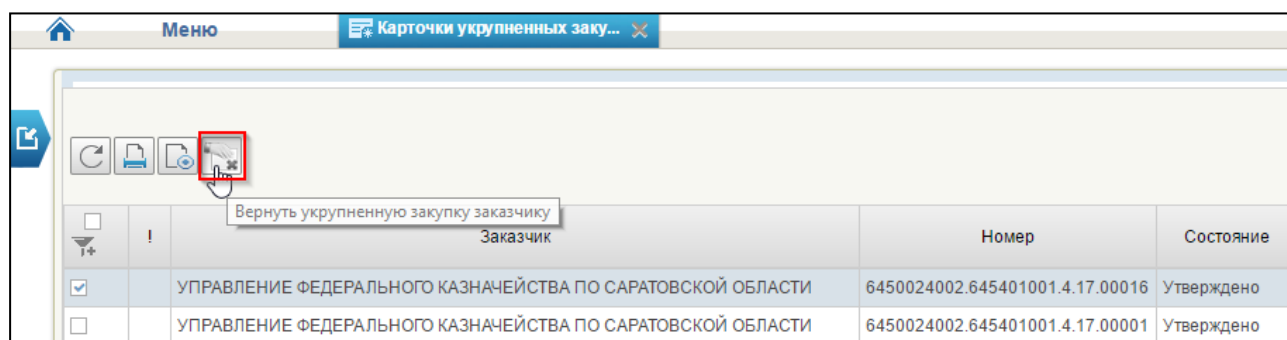 Меню
Карточки укрупненных заку...
Вернуть укрупненную закупку заказчику
! Заказчик Номер Состояние
УПРАВЛЕНИЕ ФЕДЕРАЛЬНОГО КАЗНАЧЕЙСТВА ПО САРАТОВСКОЙ ОБЛАСТИ 6450024002.645401001.4.17.00016 Утверждено
УПРАВЛЕНИЕ ФЕДЕРАЛЬНОГО КАЗНАЧЕЙСТВА ПО САРАТОВСКОЙ ОБЛАСТИ 6450024002.645401001.4.17.00001 Утверждено